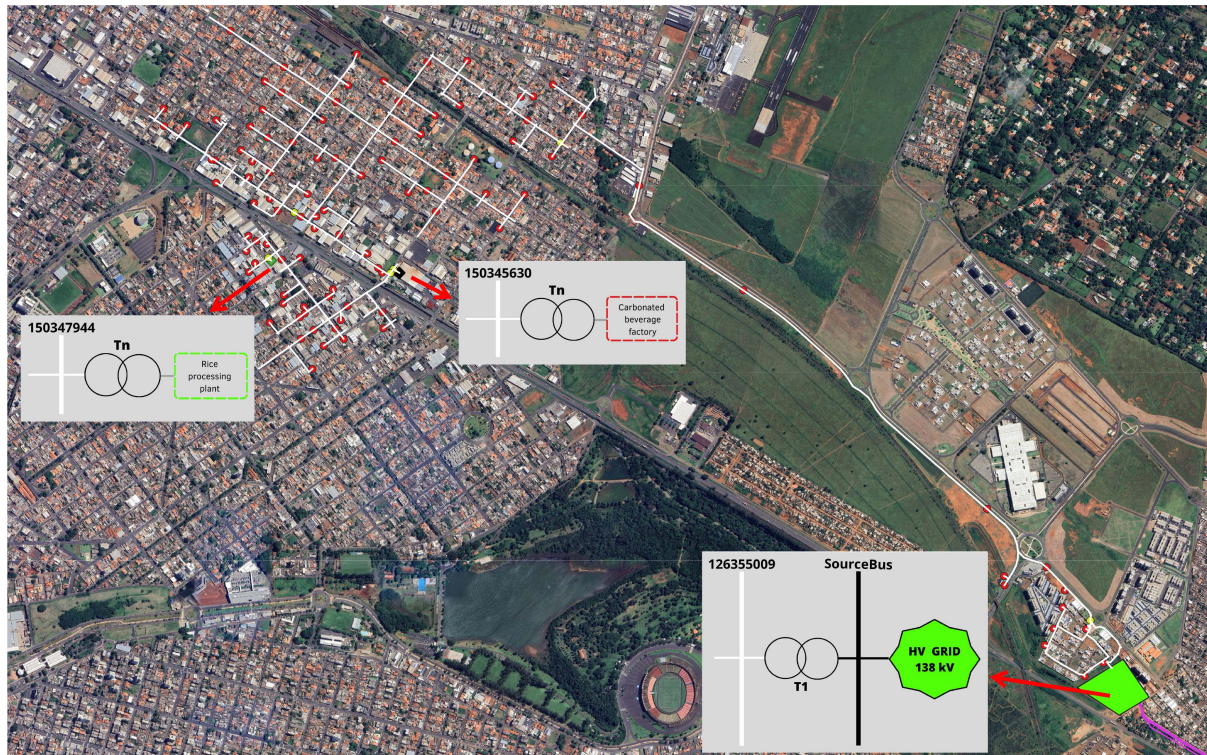 150345630
Tn
Carbonated
beverage
factory
150347944
Tn
Rice
processing
plant
126355009
SourceBus
T1
HV GRID
138 kV